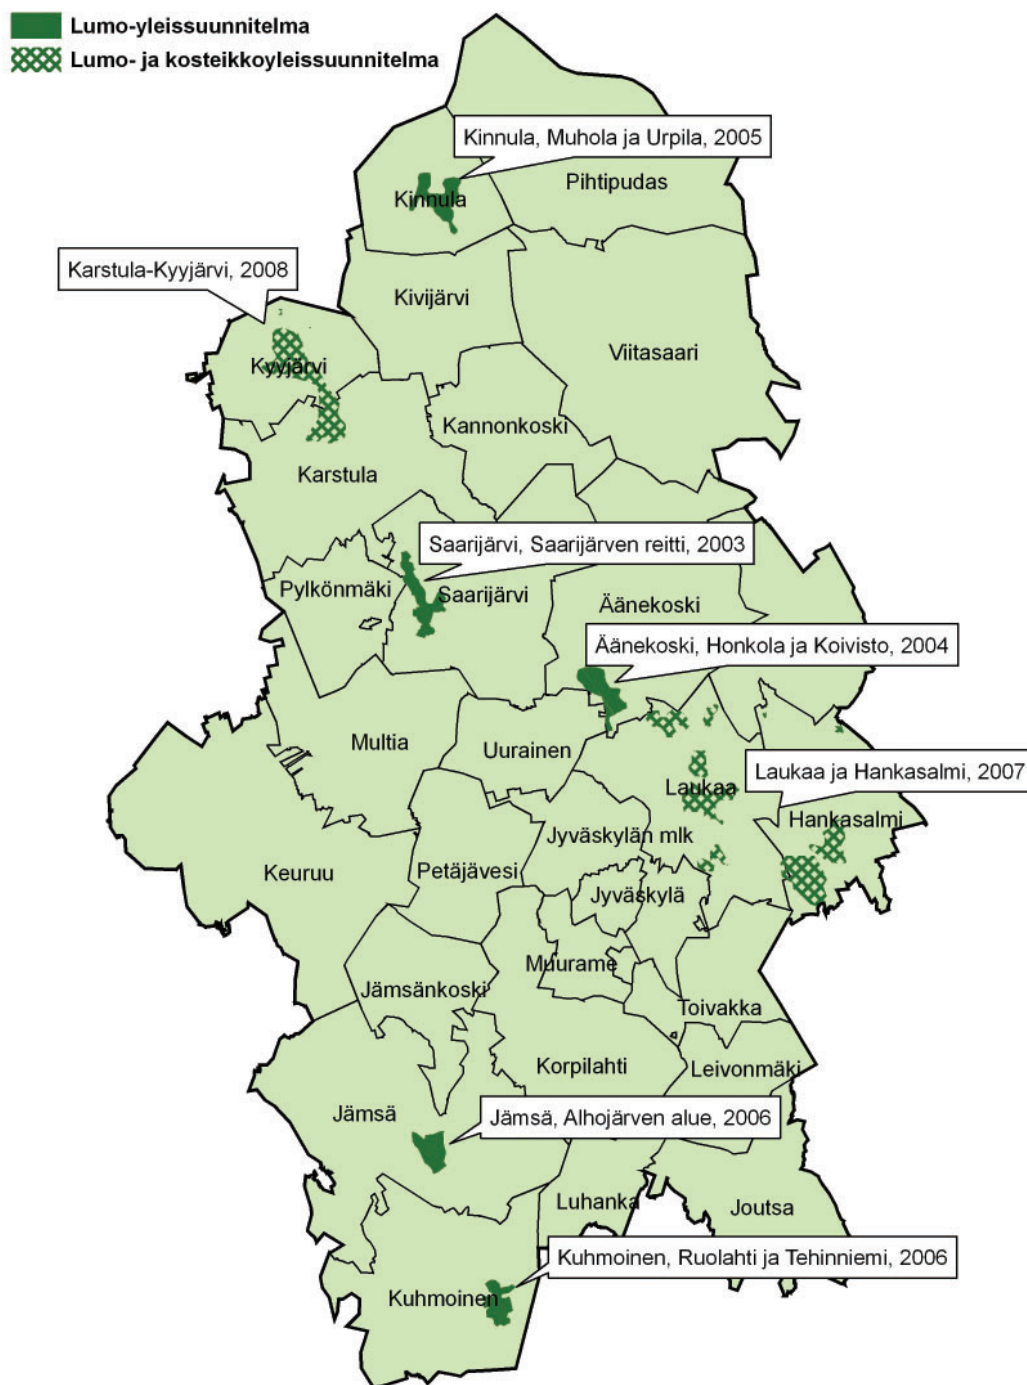 Lumo-yleissuunnitelma
Lumo- ja kosteikkoyleissuunnitelma
Kinnula, Muhola ja Urpila, 2005
Pihtipudas
Kinnula
Karstula-Kyyjärvi, 2008
Kivijärvi
Viitasaari
Kyyjärvi
Kannonkoski
Karstula
Saarijärvi, Saarijärven reitti, 2003
Pylkönmäki
Saarijärvi
Äänekoski
Äänekoski, Honkola ja Koivisto, 2004
Multia
Uurainen
Laukaa ja Hankasalmi, 2007
Laukaa
Hankasalmi
Jyväskylän mlk
Keuruu
Petäjävesi
Jyväskylä
Muurame
Jämsänkoski
Toivakka
Korpilahti
Leivonmäki
Jämsä
Jämsä, Alhojärven alue, 2006
Luhanka
Joutsa
Kuhmoinen, Ruolahti ja Tehinniemi, 2006
Kuhmoinen